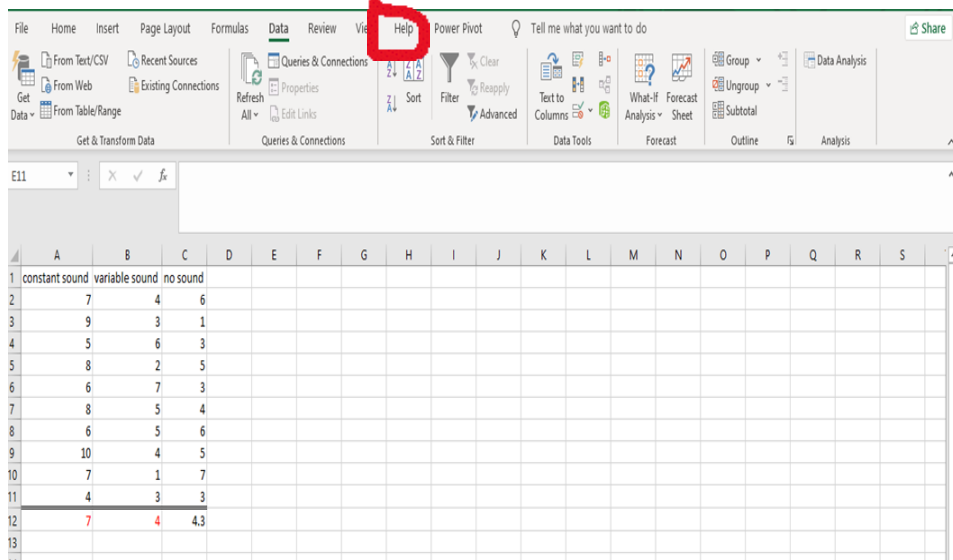 File Home Insert Page Layout Formulas Data Review Vie Help Power Pivot Tell me what you want to do Share
Get Data
From Text/CSV
From Web
From Table/Range
Recent Sources
Existing Connections
Get & Transform Data
Refresh All
Queries & Connections
Properties
Edit Links
Queries & Connections
Z A A Z
Sort
Filter
Clear
Reapply
Advanced
Sort & Filter
Text to Columns
Data Tools
What-If Analysis
Forecast Sheet
Forecast
Group
Ungroup
Subtotal
Outline
Data Analysis
Analysis
E11 fx
A B C D E F G H I J K L M N O P Q R S
1 constant sound variable sound no sound
2 7 4 6
3 9 3 1
4 5 6 3
5 8 2 5
6 6 7 3
7 8 5 4
8 6 5 6
9 10 4 5
10 7 1 7
11 4 3 3
12 7 4 4.3
13